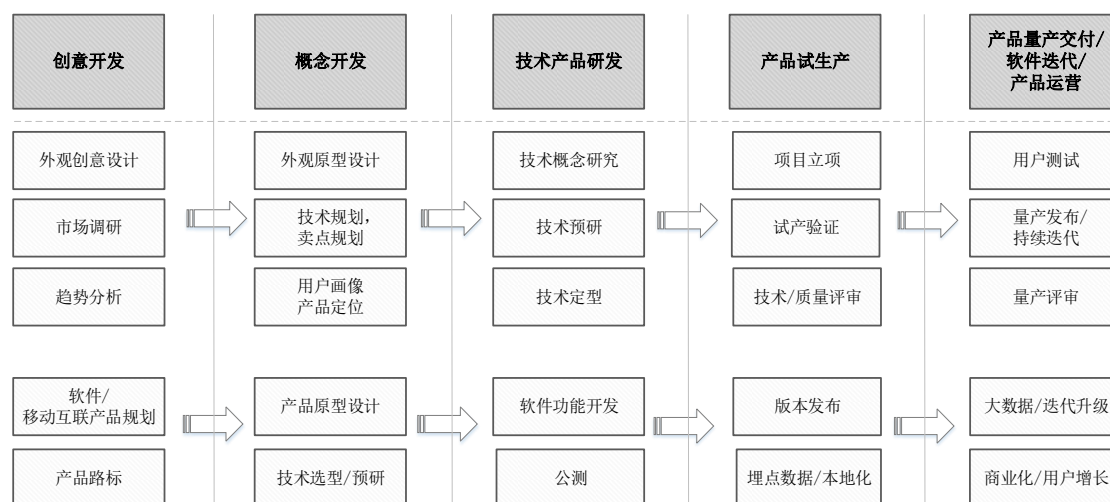 创意开发
概念开发
技术产品研发
产品试生产
产品量产交付/
软件迭代/
产品运营
外观创意设计
外观原型设计
技术概念研究
项目立项
用户测试
市场调研
技术规划，
卖点规划
技术预研
试产验证
量产发布/
持续迭代
趋势分析
用户画像
产品定位
技术定型
技术/质量评审
量产评审
软件/
移动互联产品规划
产品原型设计
软件功能开发
版本发布
大数据/迭代升级
产品路标
技术选型/预研
公测
埋点数据/本地化
商业化/用户增长